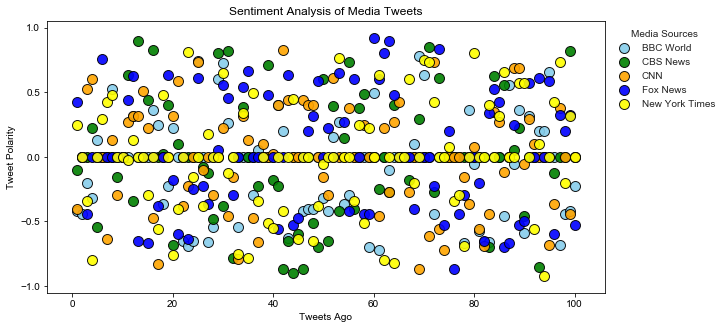 Sentiment Analysis of Media Tweets
1.0
0.5
0.0
−0.5
−1.0
Tweet Polarity
0
20
40
60
80
100
Tweets Ago
Media Sources
BBC World
CBS News
CNN
Fox News
New York Times